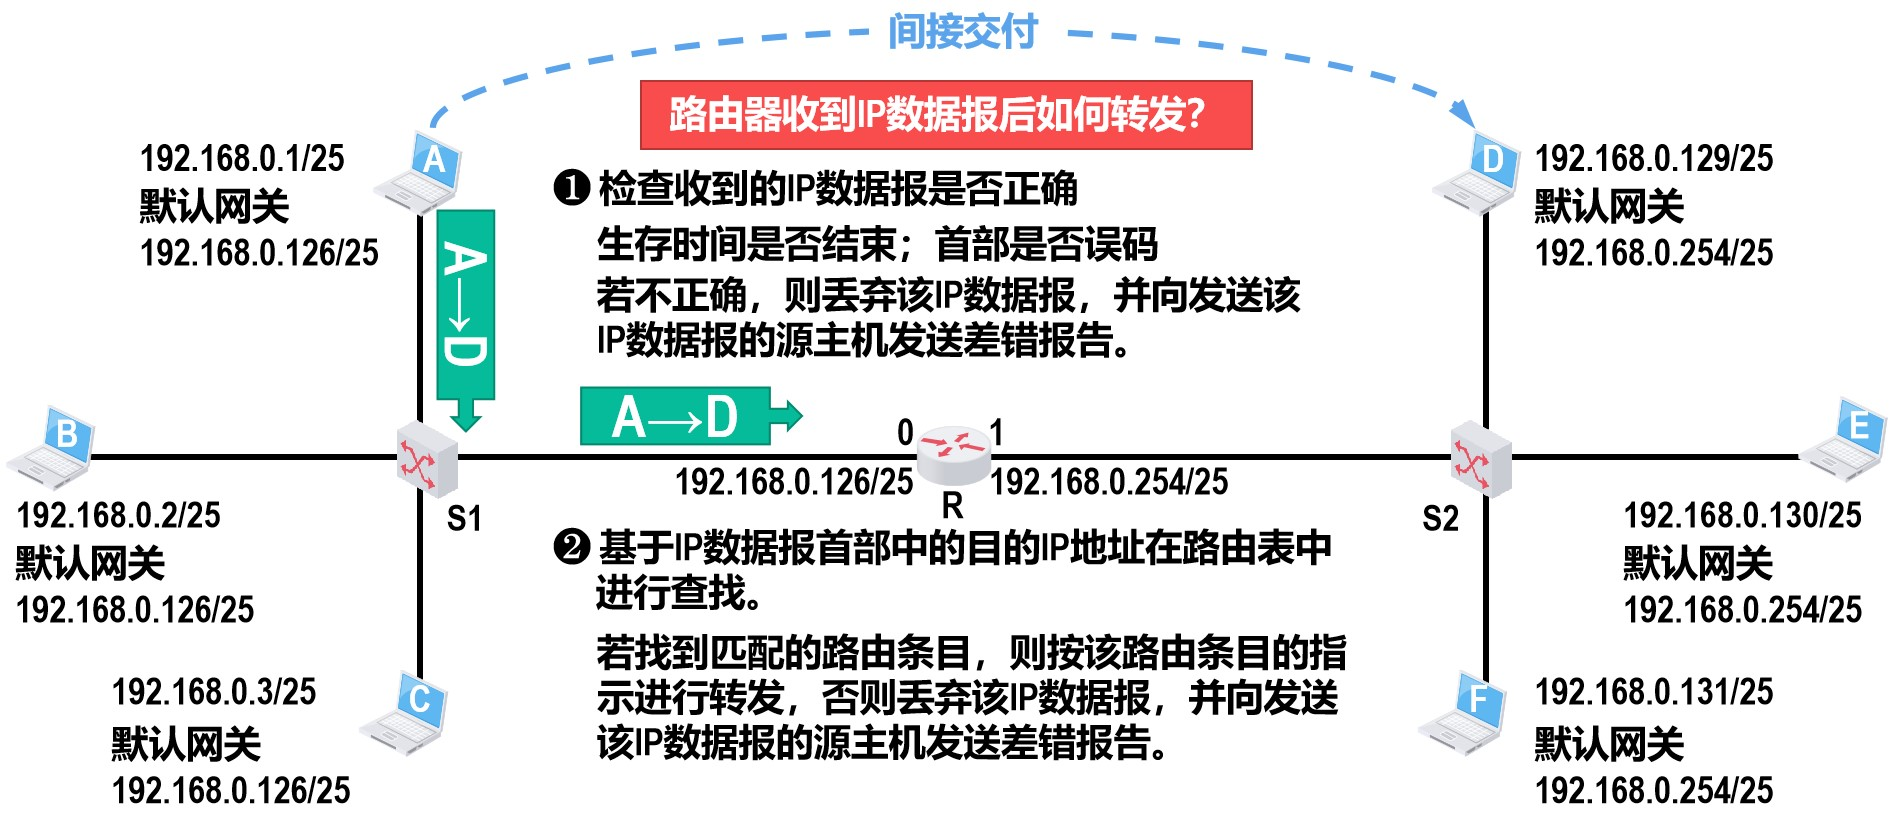 间接交付
路由器收到IP数据报后如何转发？
A
192.168.0.1/25
默认网关
192.168.0.126/25
D
192.168.0.129/25
默认网关
192.168.0.254/25
❶ 检查收到的IP数据报是否正确
生存时间是否结束；首部是否误码
若不正确，则丢弃该IP数据报，并向发送该
IP数据报的源主机发送差错报告。
A→D
A→D
B
192.168.0.2/25
默认网关
192.168.0.126/25
S1
0
1
192.168.0.126/25
192.168.0.254/25
R
S2
E
192.168.0.130/25
默认网关
192.168.0.254/25
❷ 基于IP数据报首部中的目的IP地址在路由表中
进行查找。
若找到匹配的路由条目，则按该路由条目的指
示进行转发，否则丢弃该IP数据报，并向发送
该IP数据报的源主机发送差错报告。
C
192.168.0.3/25
默认网关
192.168.0.126/25
F
192.168.0.131/25
默认网关
192.168.0.254/25